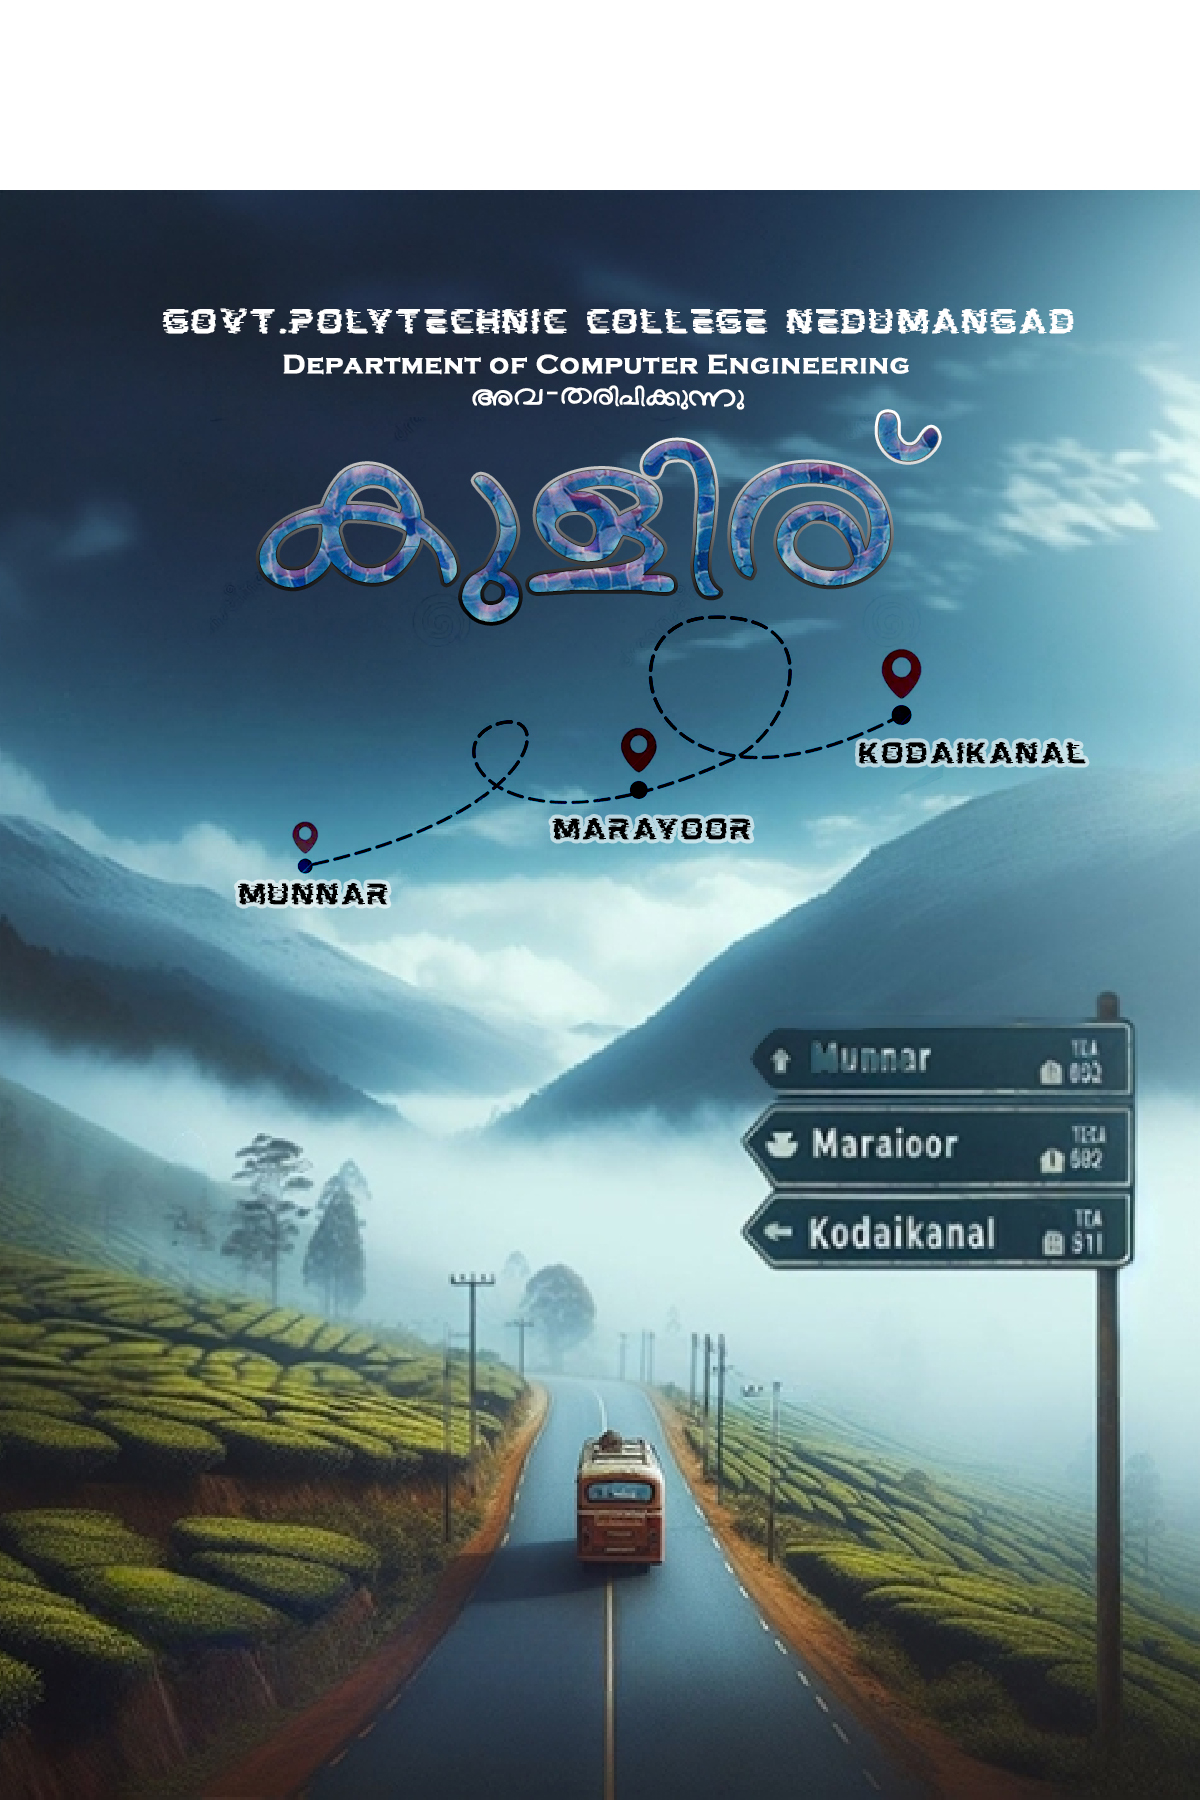 GOVT.POLYTECHNIC COLLEGE NEDUMANGAD
DEPARTMENT OF COMPUTER ENGINEERING
അവ-തരിപിക്കുന്നു
കുളിര്
KODAIKANAL
MARAYOOR
MUNNAR
Munnar
Maraioor
Kodaikanal